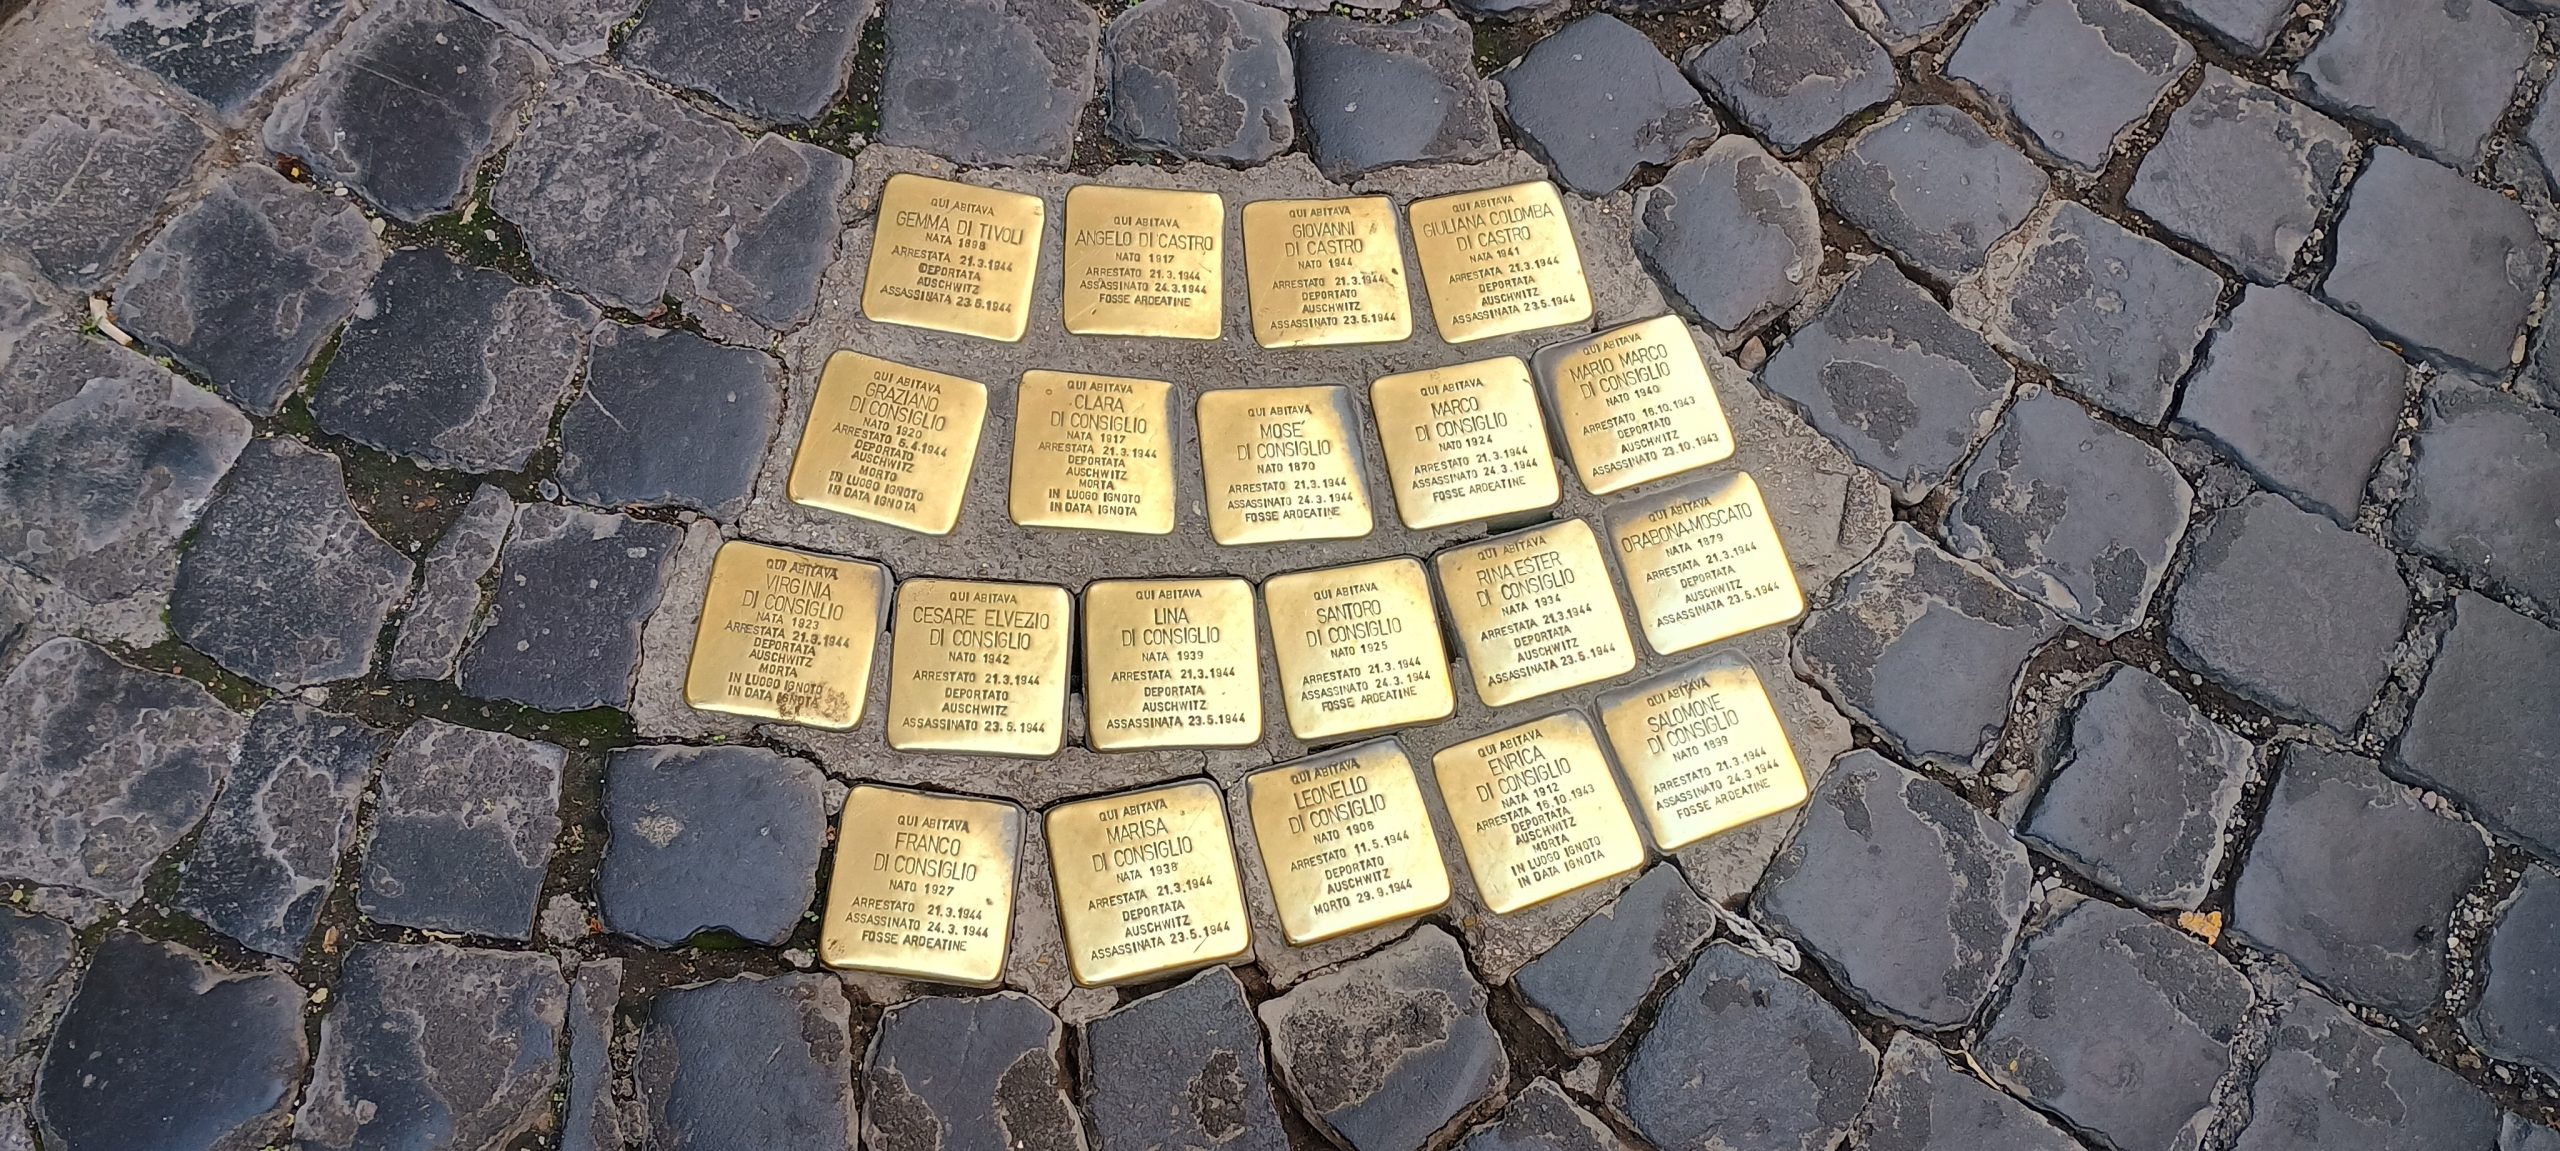 QUI ABITAVA
GEMMA DI TIVOLI
NATA 1898
ARRESTATA 21.3.1944
DEPORTATA
AUSCHWITZ
ASSASSINATA 23.5.1944
QUI ABITAVA
ANGELO DI CASTRO
NATO 1917
ARRESTATO 21.3.1944
ASSASSINATO 24.3.1944
FOSSE ARDEATINE
QUI ABITAVA
GIOVANNI
DI CASTRO
NATO 1944
ARRESTATO 21.3.1944
DEPORTATO
AUSCHWITZ
ASSASSINATO 23.5.1944
QUI ABITAVA
GIULIANA COLOMBA
DI CASTRO
NATA 1941
ARRESTATA 21.3.1944
DEPORTATA
AUSCHWITZ
ASSASSINATA 23.5.1944
QUI ABITAVA
GRAZIANO
DI CONSIGLIO
NATO 1920
ARRESTATO 5.4.1944
DEPORTATO
AUSCHWITZ
MORTO
IN LUOGO IGNOTO
IN DATA IGNOTA
QUI ABITAVA
CLARA
DI CONSIGLIO
NATA 1917
ARRESTATA 21.3.1944
DEPORTATA
AUSCHWITZ
MORTA
IN LUOGO IGNOTO
IN DATA IGNOTA
QUI ABITAVA
MOSE'
DI CONSIGLIO
NATO 1870
ARRESTATO 21.3.1944
ASSASSINATO 24.3.1944
FOSSE ARDEATINE
QUI ABITAVA
MARCO
DI CONSIGLIO
NATO 1924
ARRESTATO 21.3.1944
ASSASSINATO 24.3.1944
FOSSE ARDEATINE
QUI ABITAVA
MARIO MARCO
DI CONSIGLIO
NATO 1940
ARRESTATO 16.10.1943
DEPORTATO
AUSCHWITZ
ASSASSINATO 23.10.1943
QUI ABITAVA
VIRGINIA
DI CONSIGLIO
NATA 1923
ARRESTATA 21.3.1944
DEPORTATA
AUSCHWITZ
MORTA
IN LUOGO IGNOTO
IN DATA IGNOTA
QUI ABITAVA
CESARE ELVEZIO
DI CONSIGLIO
NATO 1942
ARRESTATO 21.3.1944
DEPORTATO
AUSCHWITZ
ASSASSINATO 23.5.1944
QUI ABITAVA
LINA
DI CONSIGLIO
NATA 1939
ARRESTATA 21.3.1944
DEPORTATA
AUSCHWITZ
ASSASSINATA 23.5.1944
QUI ABITAVA
SANTORO
DI CONSIGLIO
NATO 1925
ARRESTATO 21.3.1944
ASSASSINATO 24.3.1944
FOSSE ARDEATINE
QUI ABITAVA
RINA ESTER
DI CONSIGLIO
NATA 1934
ARRESTATA 21.3.1944
DEPORTATA
AUSCHWITZ
ASSASSINATA 23.5.1944
QUI ABITAVA
ORABONA MOSCATO
NATA 1879
ARRESTATA 21.3.1944
DEPORTATA
AUSCHWITZ
ASSASSINATA 23.5.1944
QUI ABITAVA
FRANCO
DI CONSIGLIO
NATO 1927
ARRESTATO 21.3.1944
ASSASSINATO 24.3.1944
FOSSE ARDEATINE
QUI ABITAVA
MARISA
DI CONSIGLIO
NATA 1938
ARRESTATA 21.3.1944
DEPORTATA
AUSCHWITZ
ASSASSINATA 23.5.1944
QUI ABITAVA
LEONELLO
DI CONSIGLIO
NATO 1906
ARRESTATO 11.5.1944
DEPORTATO
AUSCHWITZ
MORTO 29.9.1944
QUI ABITAVA
ENRICA
DI CONSIGLIO
NATA 1912
ARRESTATA 16.10.1943
DEPORTATA
AUSCHWITZ
MORTA
IN LUOGO IGNOTO
IN DATA IGNOTA
QUI ABITAVA
SALOMONE
DI CONSIGLIO
NATO 1899
ARRESTATO 21.3.1944
ASSASSINATO 24.3.1944
FOSSE ARDEATINE